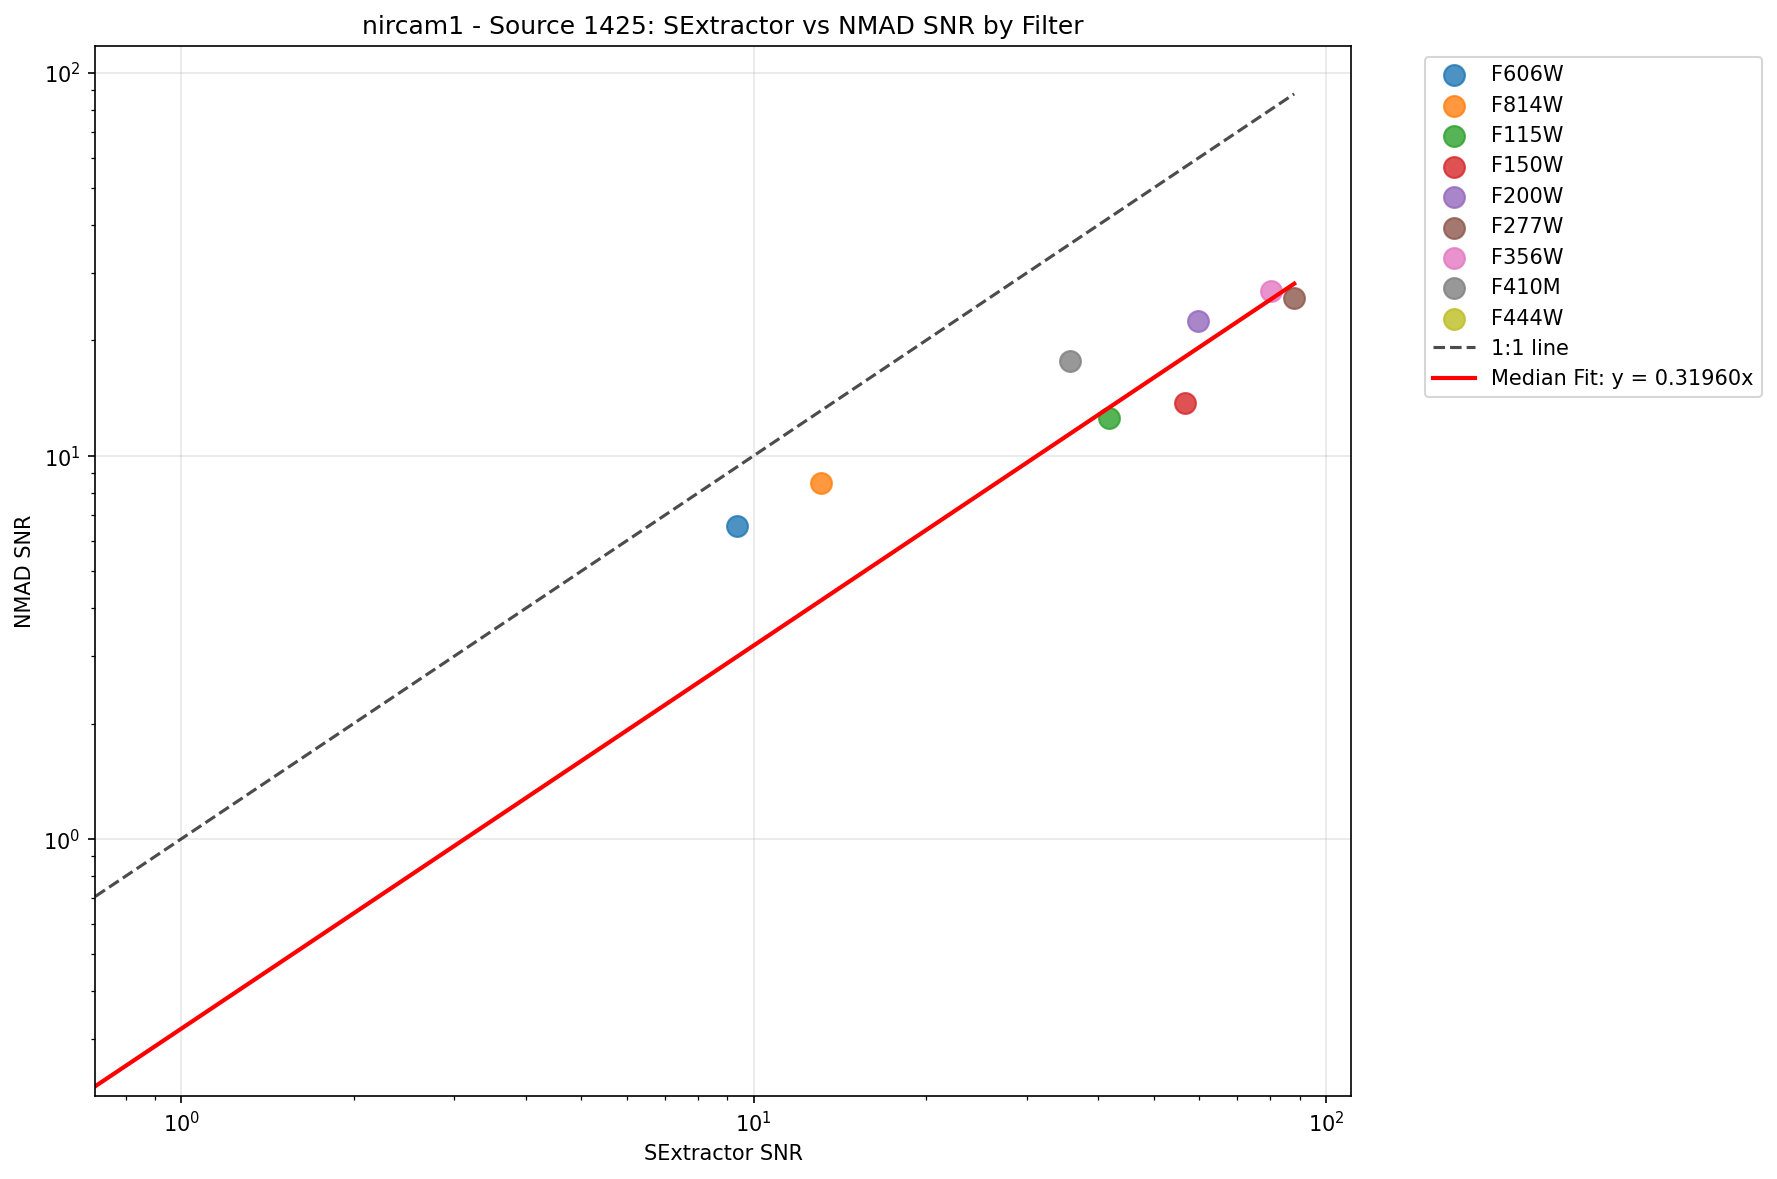 nircam1 - Source 1425: SExtractor vs NMAD SNR by Filter
10²
10¹
10⁰
NMAD SNR
10⁰
10¹
10²
SExtractor SNR
F606W
F814W
F115W
F150W
F200W
F277W
F356W
F410M
F444W
1:1 line
Median Fit: y = 0.31960x